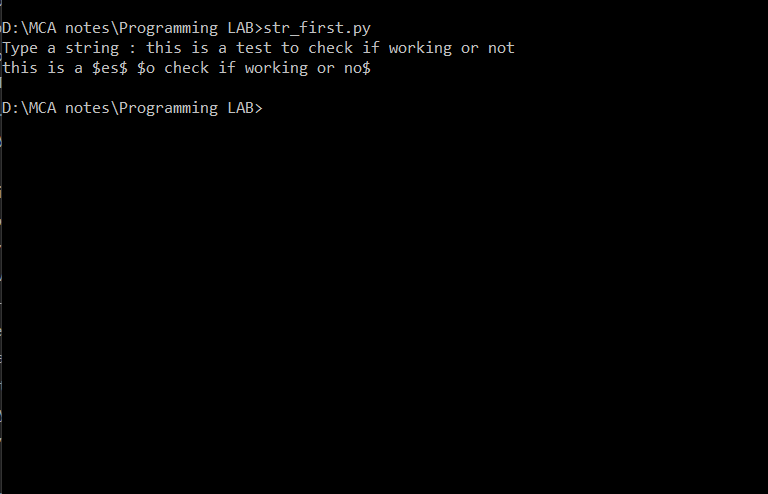 D:\MCA notes\Programming LAB>str_first.py
Type a string : this is a test to check if working or not
this is a $es$ $o check if working or no$
D:\MCA notes\Programming LAB>